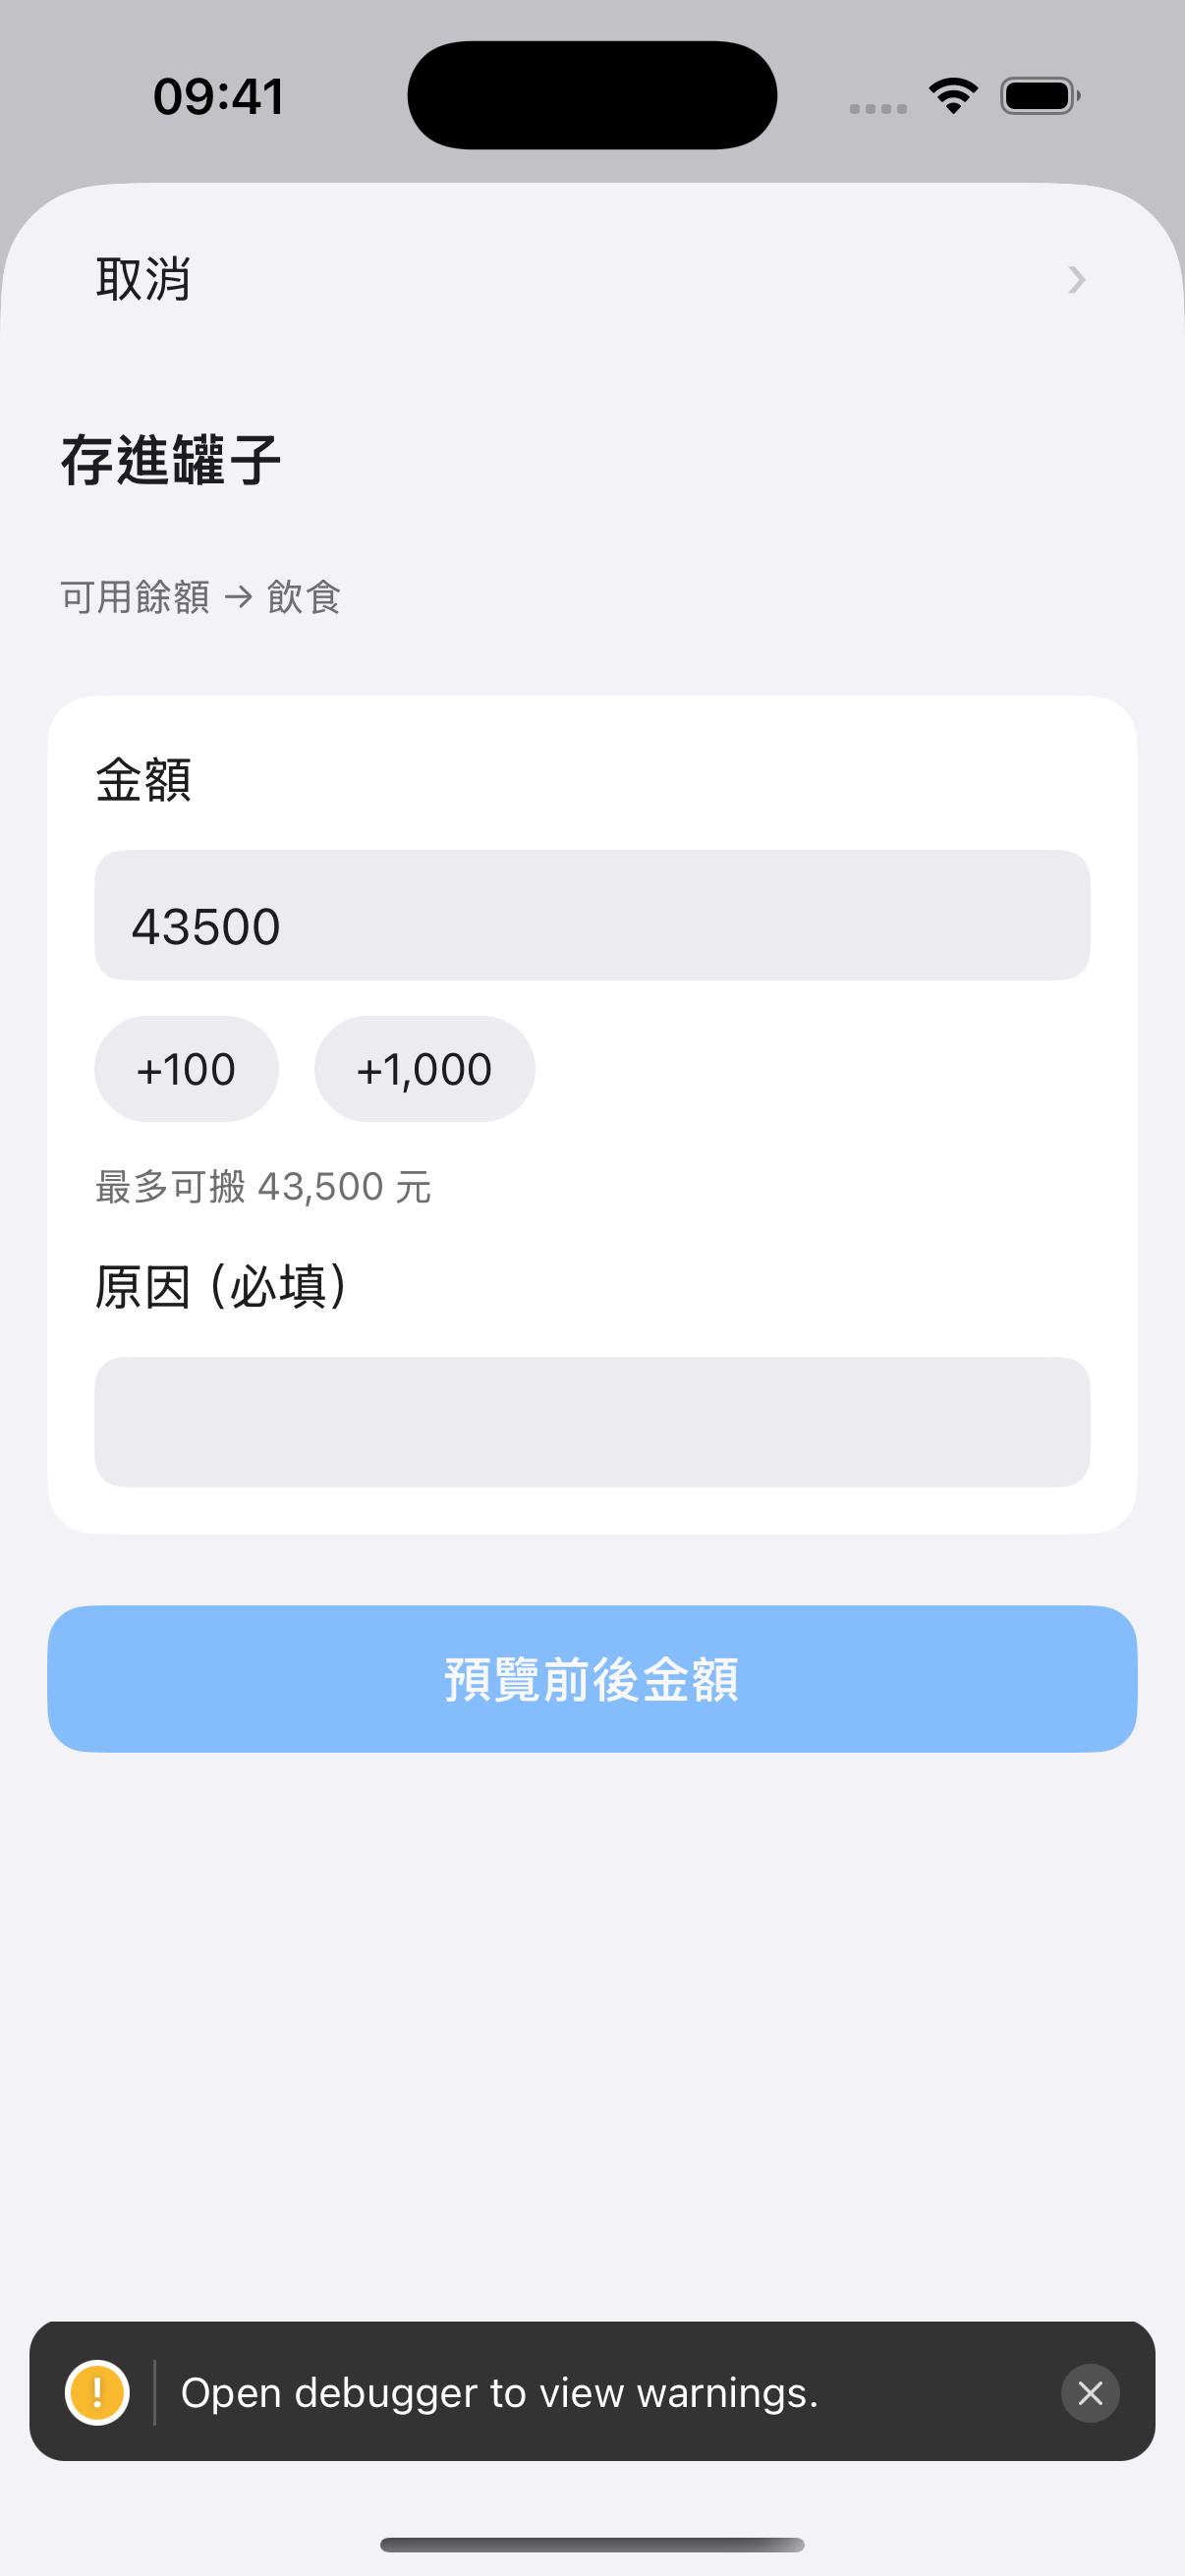 09:41
取消
存進罐子
可用餘額 → 飲食
金額
43500
+100
+1,000
最多可搬 43,500 元
原因（必填）
預覽前後金額
Open debugger to view warnings.